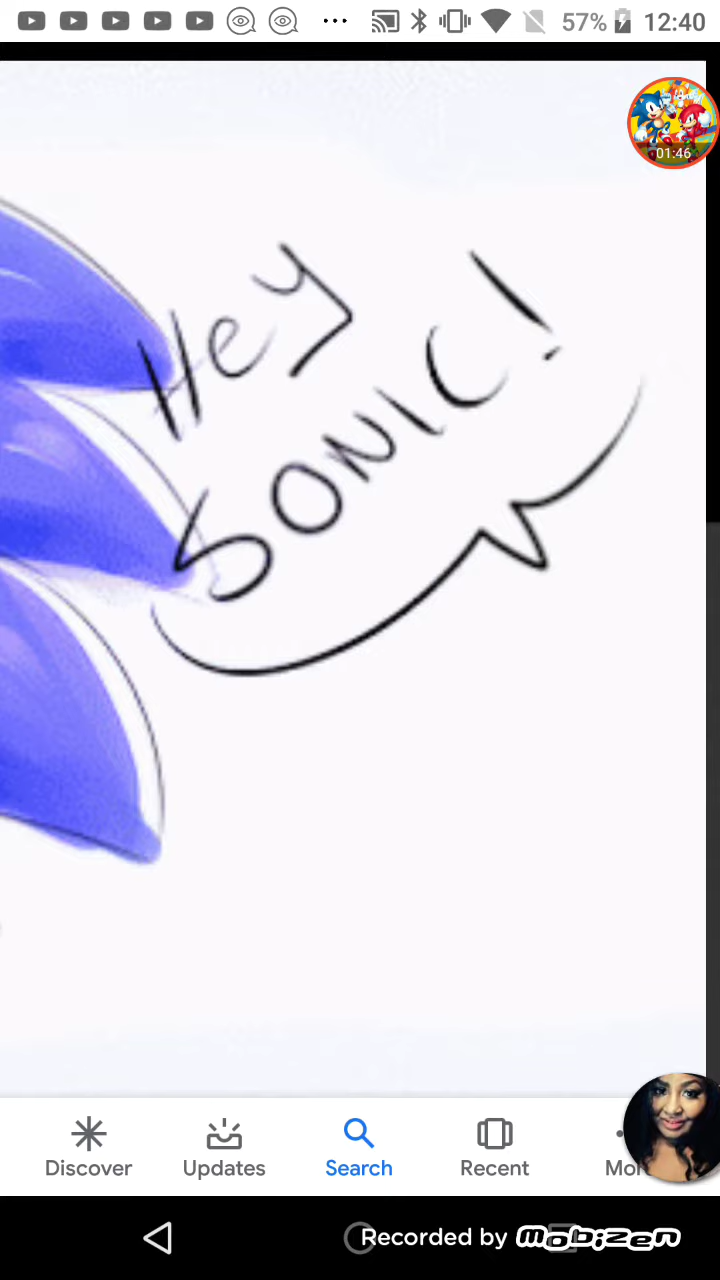 57% 12:40
01:46
Hey
SONIC!
Discover Updates Search Recent
Recorded by mobizen